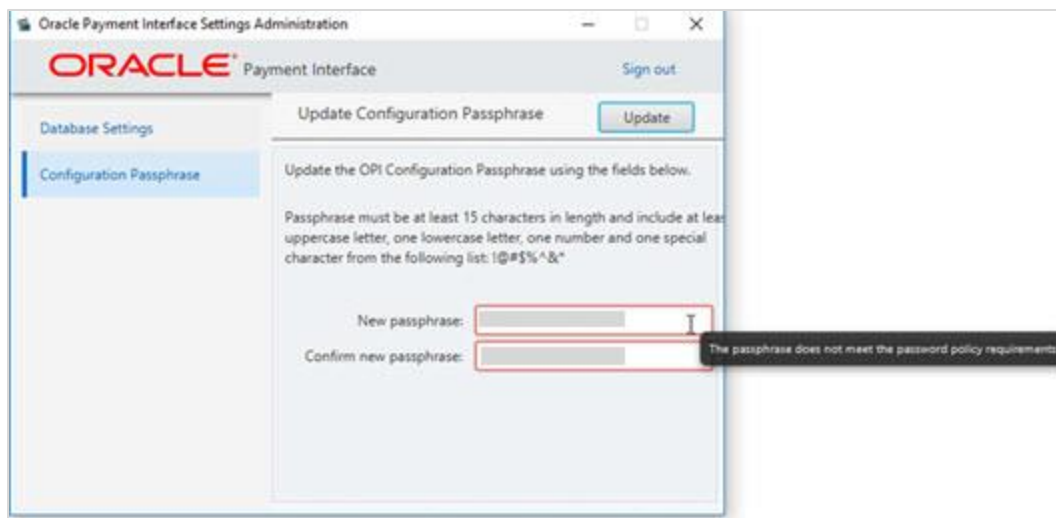 Oracle Payment Interface Settings Administration
ORACLE Payment Interface
Sign out
Database Settings
Configuration Passphrase
Update Configuration Passphrase
Update
Update the OPI Configuration Passphrase using the fields below.
Passphrase must be at least 15 characters in length and include at leas
uppercase letter, one lowercase letter, one number and one special
character from the following list: !@#$%^&*
New passphrase:
Confirm new passphrase:
The passphrase does not meet the password policy requirements